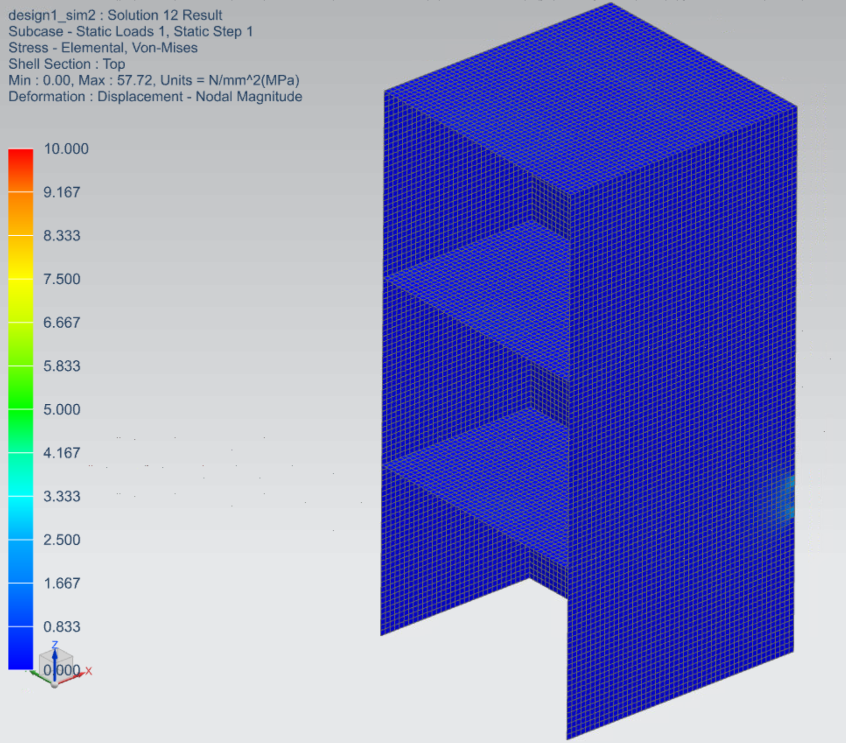 design1_sim2 : Solution 12 Result
Subcase - Static Loads 1, Static Step 1
Stress - Elemental, Von-Mises
Shell Section : Top
Min : 0.00, Max : 57.72, Units = N/mm^2(MPa)
Deformation : Displacement - Nodal Magnitude
10.000
9.167
8.333
7.500
6.667
5.833
5.000
4.167
3.333
2.500
1.667
0.833
Z
0.000
X